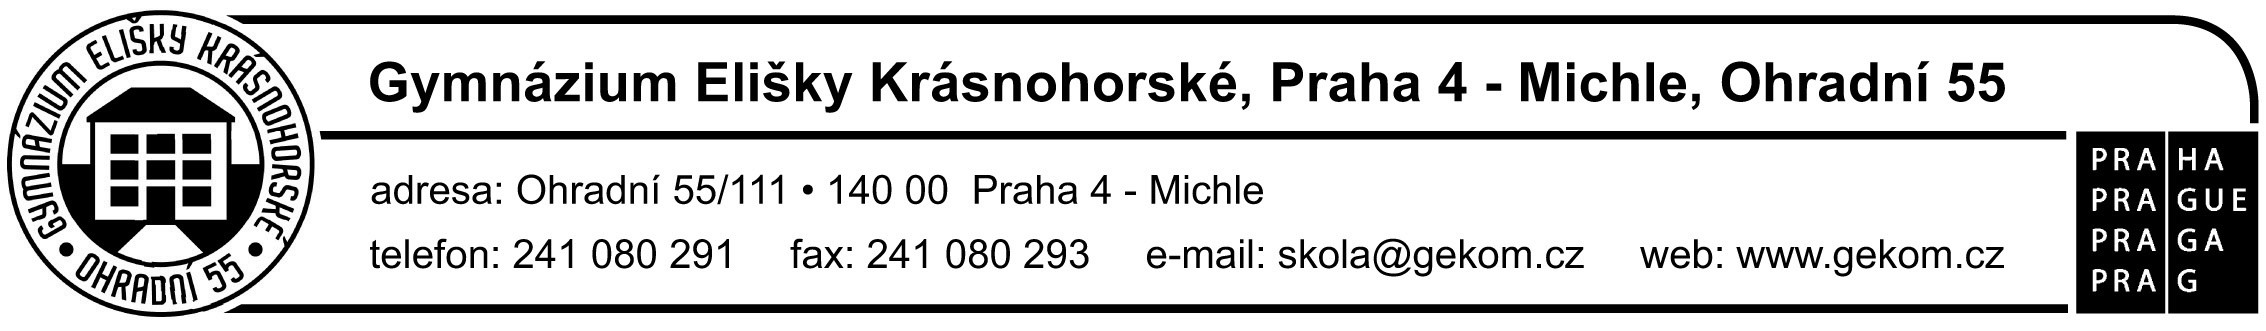 GYMNÁZIUM ELIŠKY KRÁSNOHORSKÉ
• OHRADNÍ 55 •
Gymnázium Elišky Krásnohorské, Praha 4 - Michle, Ohradní 55
adresa: Ohradní 55/111 • 140 00  Praha 4 - Michle
telefon: 241 080 291 fax: 241 080 293 e-mail: skola@gekom.cz web: www.gekom.cz
PRA HA
PRA GUE
PRA GA
PRA G